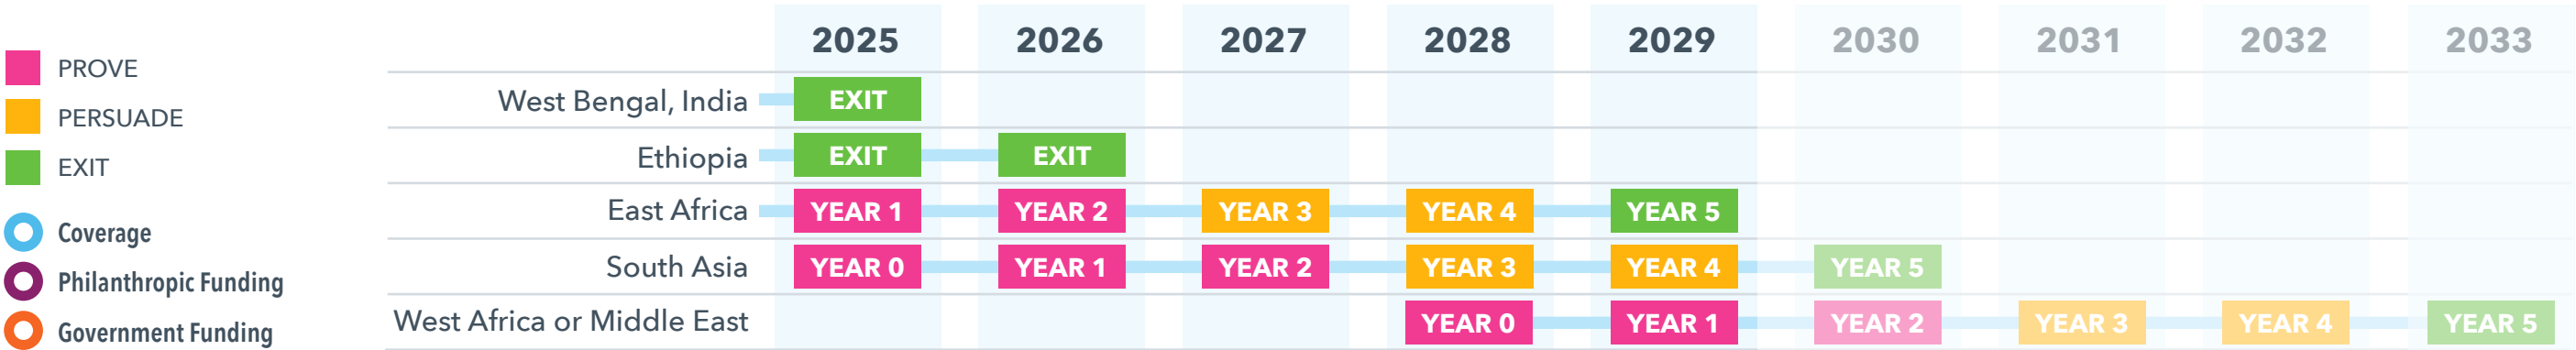 PROVE
PERSUADE
EXIT
Coverage
Philanthropic Funding
Government Funding
2025 2026 2027 2028 2029 2030 2031 2032 2033
West Bengal, India EXIT
Ethiopia EXIT EXIT
East Africa YEAR 1 YEAR 2 YEAR 3 YEAR 4 YEAR 5
South Asia YEAR 0 YEAR 1 YEAR 2 YEAR 3 YEAR 4 YEAR 5
West Africa or Middle East YEAR 0 YEAR 1 YEAR 2 YEAR 3 YEAR 4 YEAR 5